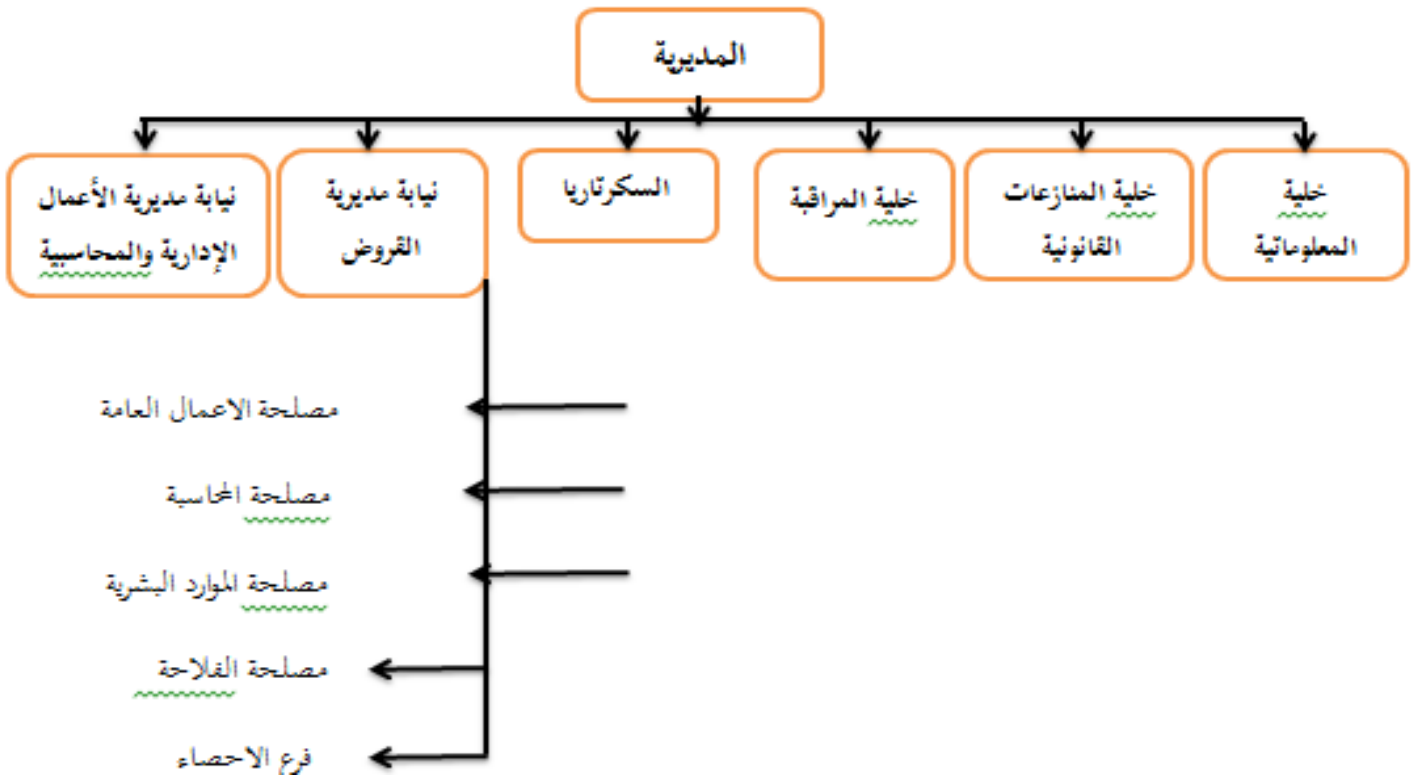 المديرية
خلية
المعلوماتية
خلية المنازعات
القانونية
خلية المراقبة
السكرتاريا
نيابة مديرية
القروض
نيابة مديرية الأعمال
الإدارية والمحاسبية
مصلحة الاعمال العامة
مصلحة المحاسبة
مصلحة الموارد البشرية
مصلحة الفلاحة
فرع الاحصاء